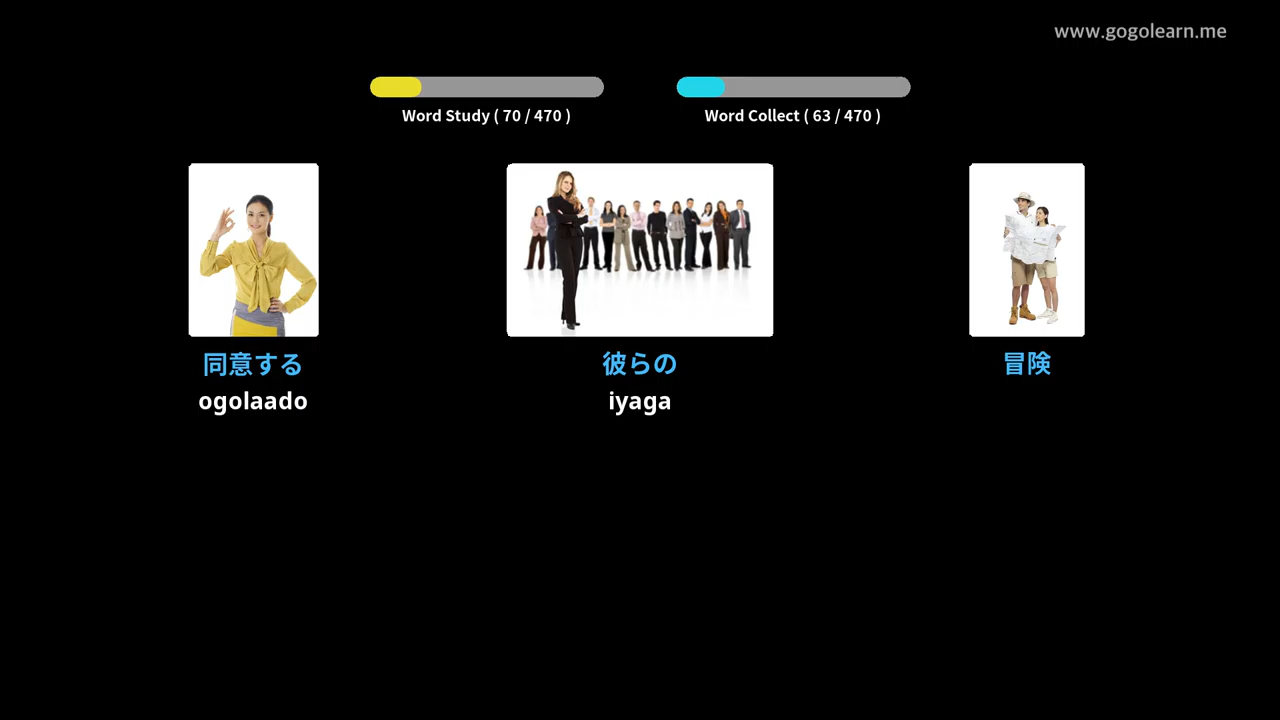 www.gogolearn.me
Word Study ( 70 / 470 )
Word Collect ( 63 / 470 )
同意する
ogolaado
彼らの
iyaga
冒険